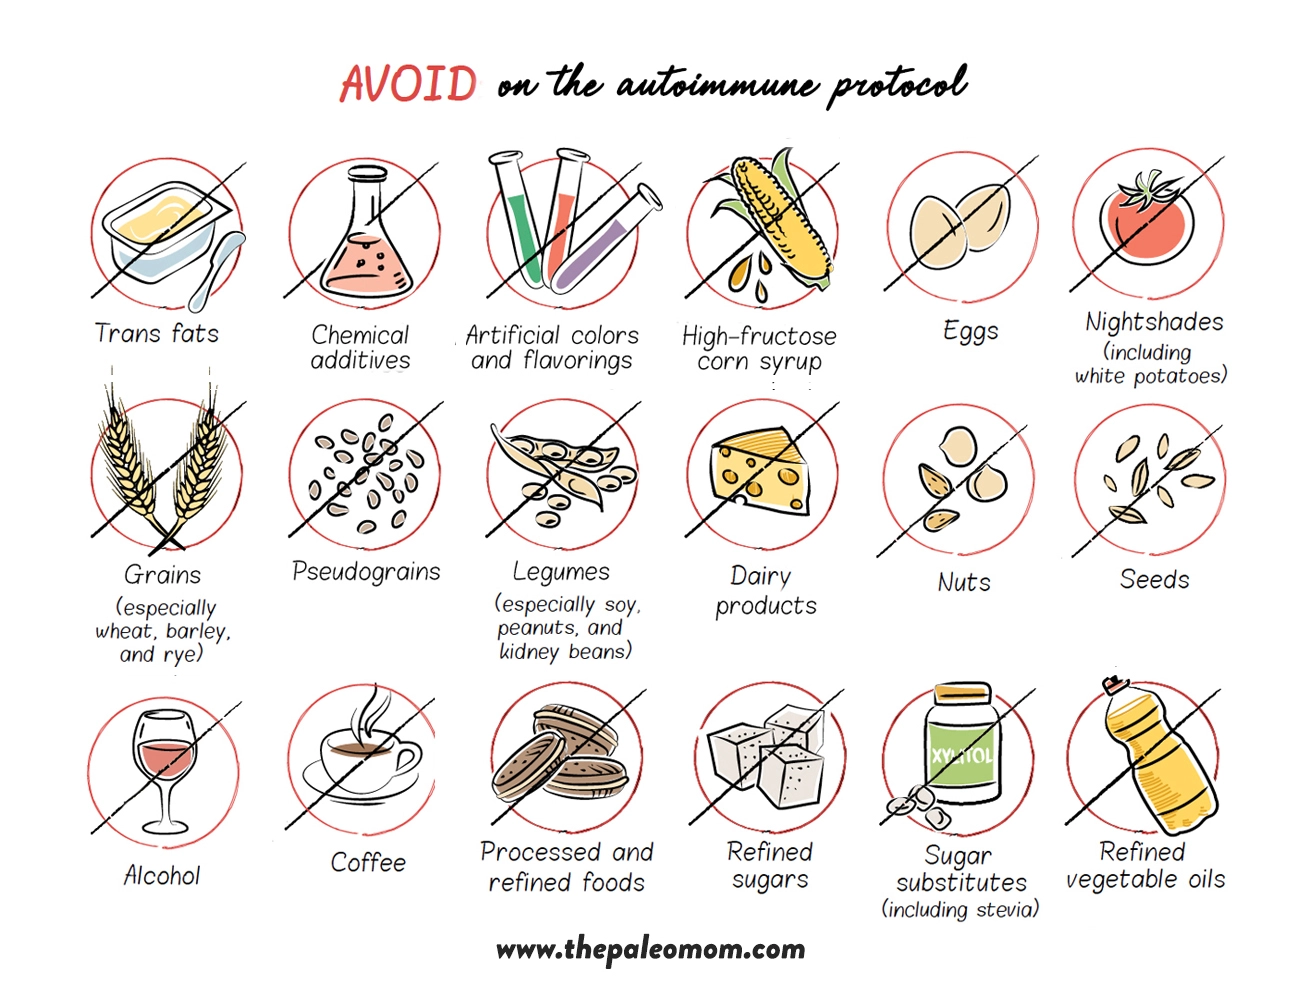 AVOID on the autoimmune protocol
Trans fats
Chemical
additives
Artificial colors
and flavorings
High-fructose
corn syrup
Eggs
Nightshades
(including
white potatoes)
Grains
(especially
wheat, barley,
and rye)
Pseudograins
Legumes
(especially soy,
peanuts, and
kidney beans)
Dairy
products
Nuts
Seeds
Alcohol
Coffee
Processed and
refined foods
Refined
sugars
XYLITOL
Sugar
substitutes
(including stevia)
Refined
vegetable oils
www.thepaleomom.com